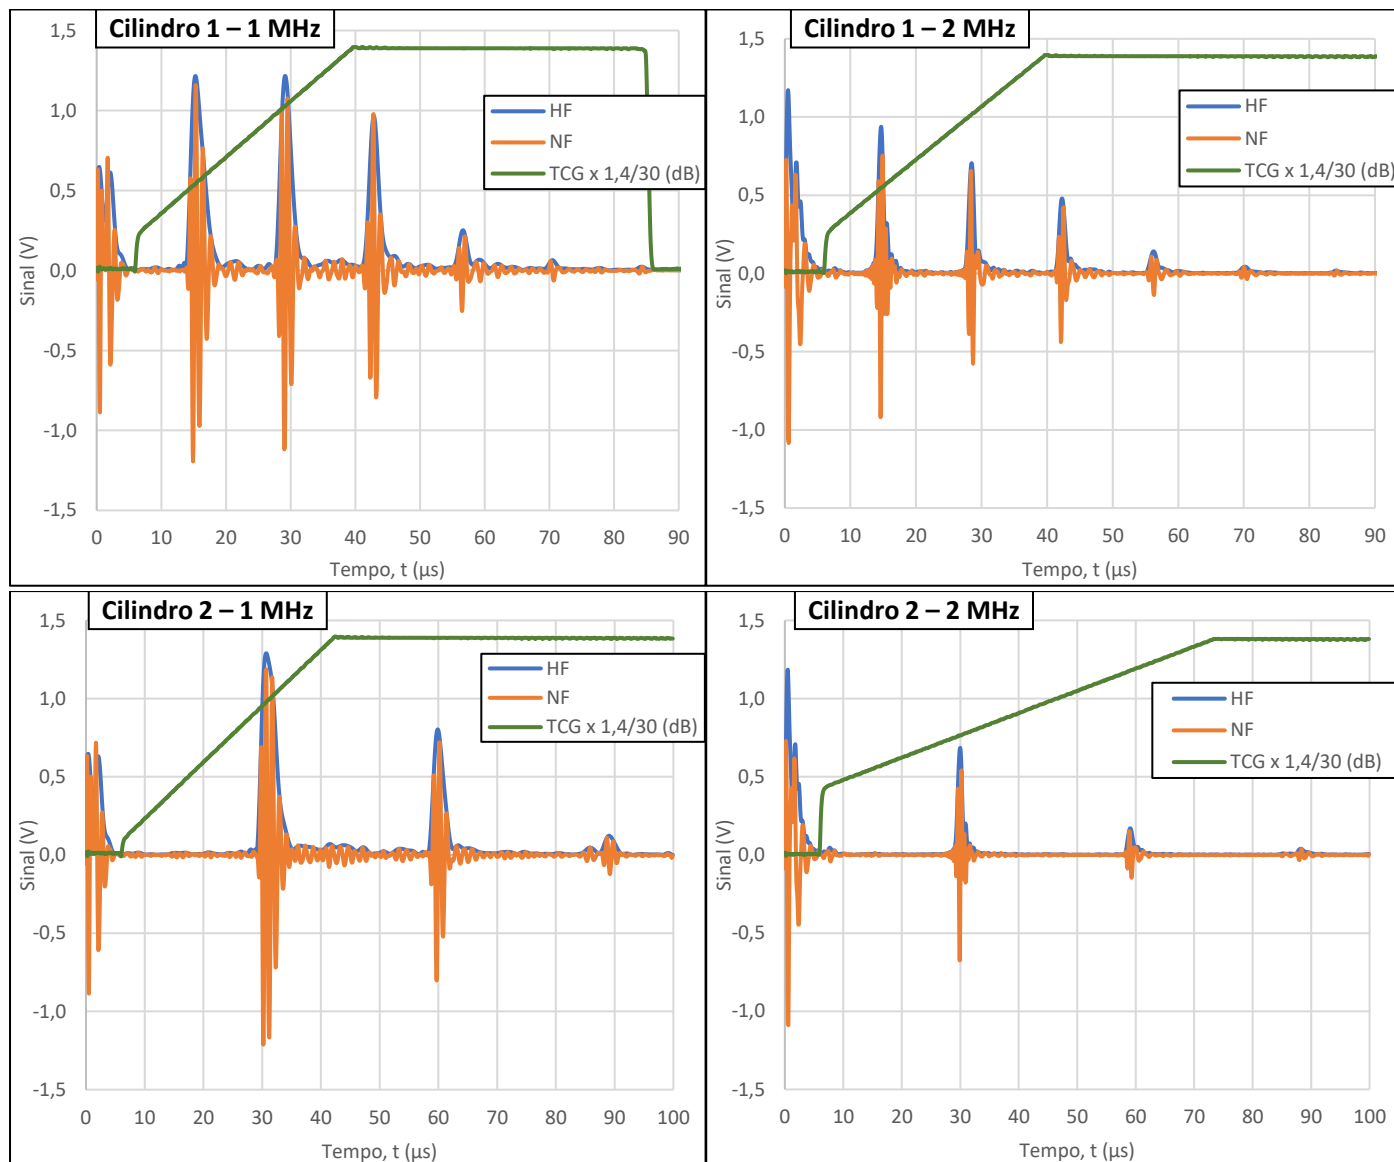 Cilindro 1 – 1 MHz
1,5
1,0
0,5
0,0
-0,5
-1,0
-1,5
Sinal (V)
HF
NF
TCG x 1,4/30 (dB)
0 10 20 30 40 50 60 70 80 90
Tempo, t (µs)
Cilindro 1 – 2 MHz
1,5
1,0
0,5
0,0
-0,5
-1,0
-1,5
Sinal (V)
HF
NF
TCG x 1,4/30 (dB)
0 10 20 30 40 50 60 70 80 90
Tempo, t (µs)
Cilindro 2 – 1 MHz
1,5
1,0
0,5
0,0
-0,5
-1,0
-1,5
Sinal (V)
HF
NF
TCG x 1,4/30 (dB)
0 10 20 30 40 50 60 70 80 90 100
Tempo, t (µs)
Cilindro 2 – 2 MHz
1,5
1,0
0,5
0,0
-0,5
-1,0
-1,5
Sinal (V)
HF
NF
TCG x 1,4/30 (dB)
0 10 20 30 40 50 60 70 80 90 100
Tempo, t (µs)